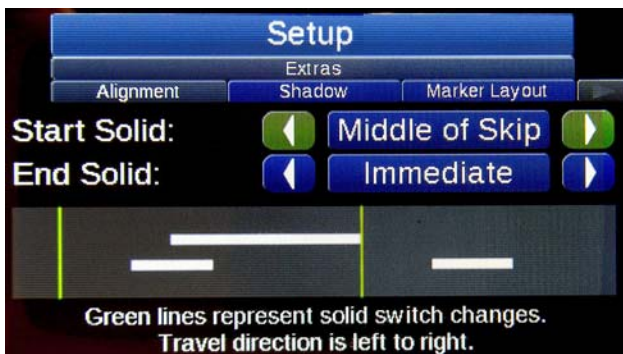 Setup
Extras
Alignment Shadow Marker Layout
Start Solid: Middle of Skip
End Solid: Immediate
Green lines represent solid switch changes.
Travel direction is left to right.